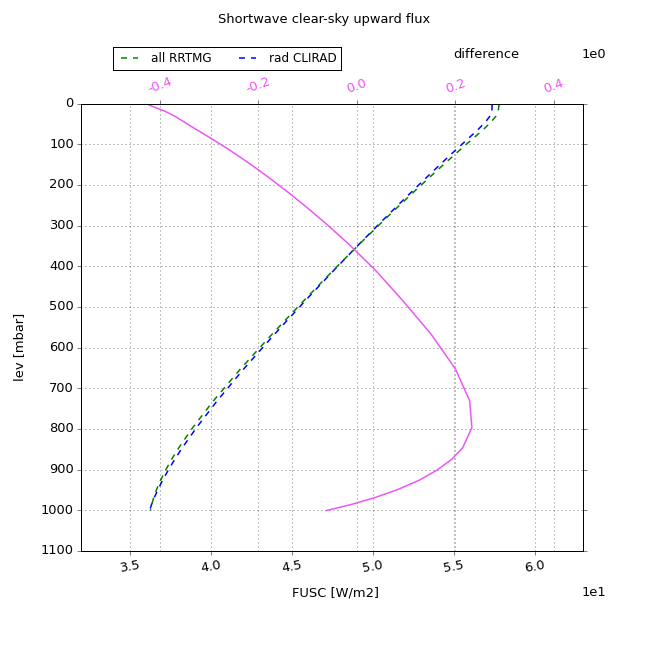 Shortwave clear-sky upward flux
all RRTMG rad CLIRAD difference 1e0
-0.4 -0.2 0.0 0.2 0.4
0
100
200
300
400
500
600
700
800
900
1000
1100
lev [mbar]
3.5 4.0 4.5 5.0 5.5 6.0
FUSC [W/m2] 1e1